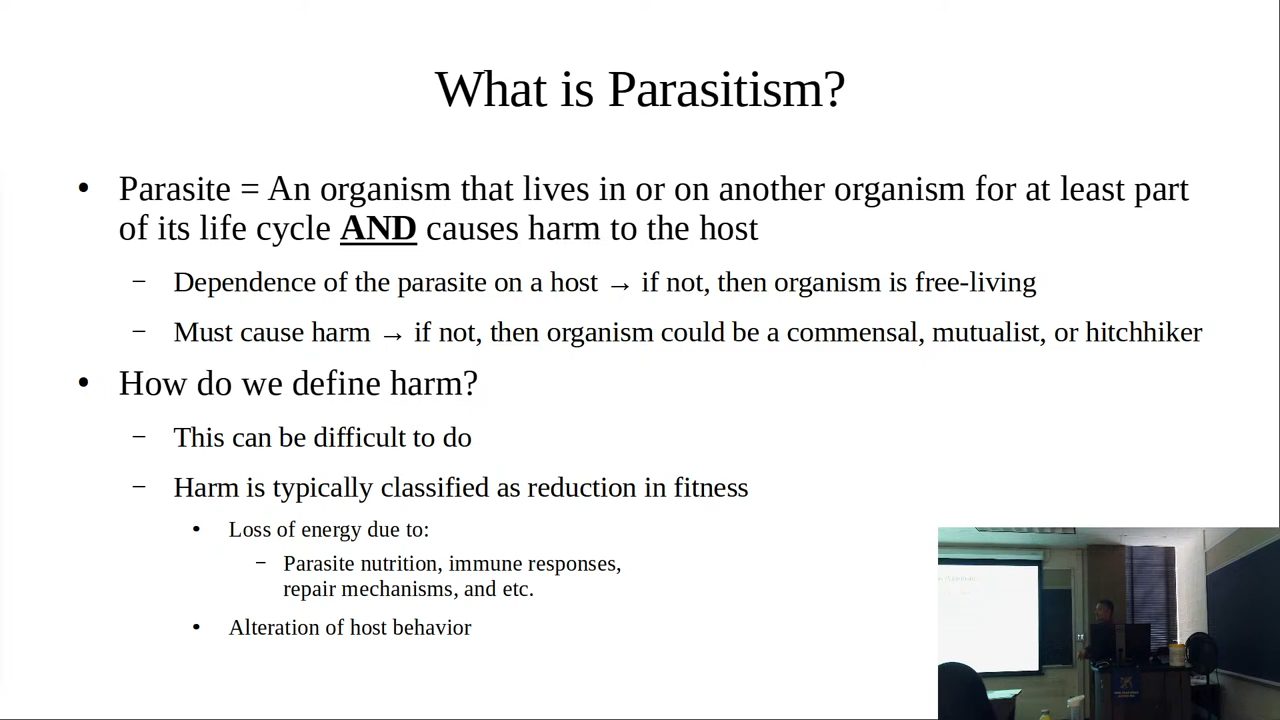 What is Parasitism?
• Parasite = An organism that lives in or on another organism for at least part
of its life cycle AND causes harm to the host
– Dependence of the parasite on a host → if not, then organism is free-living
– Must cause harm → if not, then organism could be a commensal, mutualist, or hitchhiker
• How do we define harm?
– This can be difficult to do
– Harm is typically classified as reduction in fitness
• Loss of energy due to:
– Parasite nutrition, immune responses,
repair mechanisms, and etc.
• Alteration of host behavior